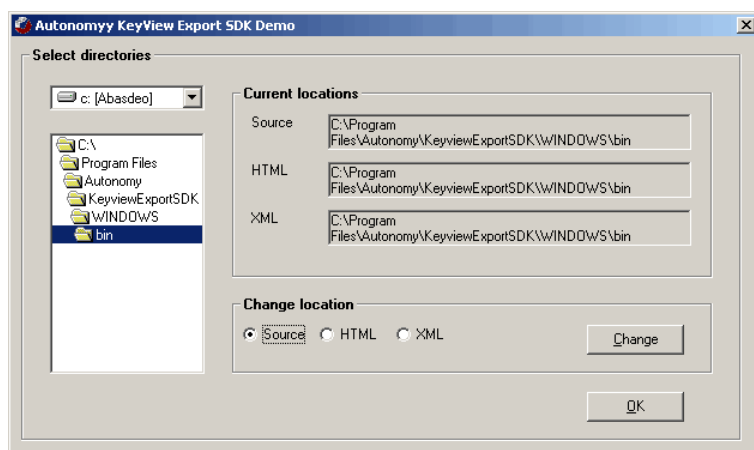 Autonomyy KeyView Export SDK Demo
Select directories
c: [Abasdeo]
C:\
Program Files
Autonomy
KeyviewExportSDK
WINDOWS
bin
Current locations
Source
C:\Program
Files\Autonomy\KeyviewExportSDK\WINDOWS\bin
HTML
C:\Program
Files\Autonomy\KeyviewExportSDK\WINDOWS\bin
XML
C:\Program
Files\Autonomy\KeyviewExportSDK\WINDOWS\bin
Change location
Source HTML XML
Change
OK